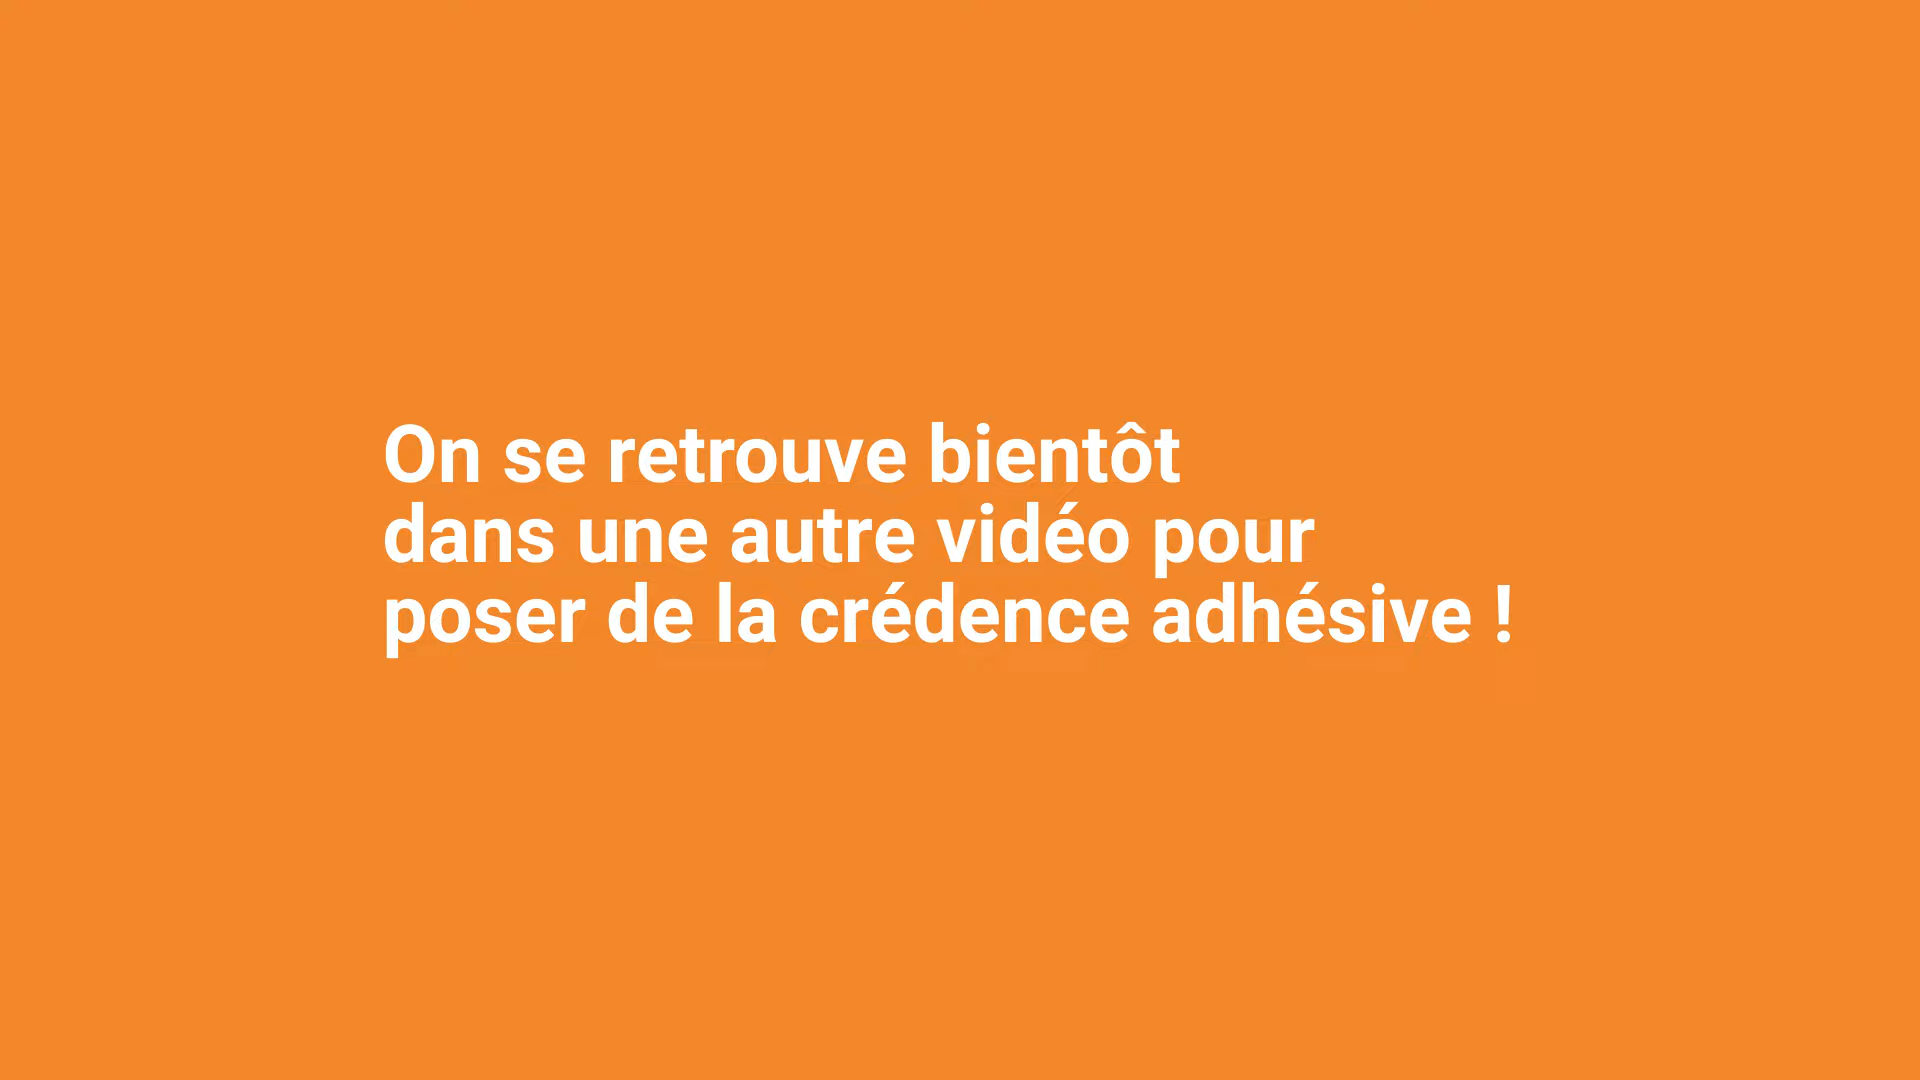 On se retrouve bientôt
dans une autre vidéo pour
poser de la crédence adhésive !